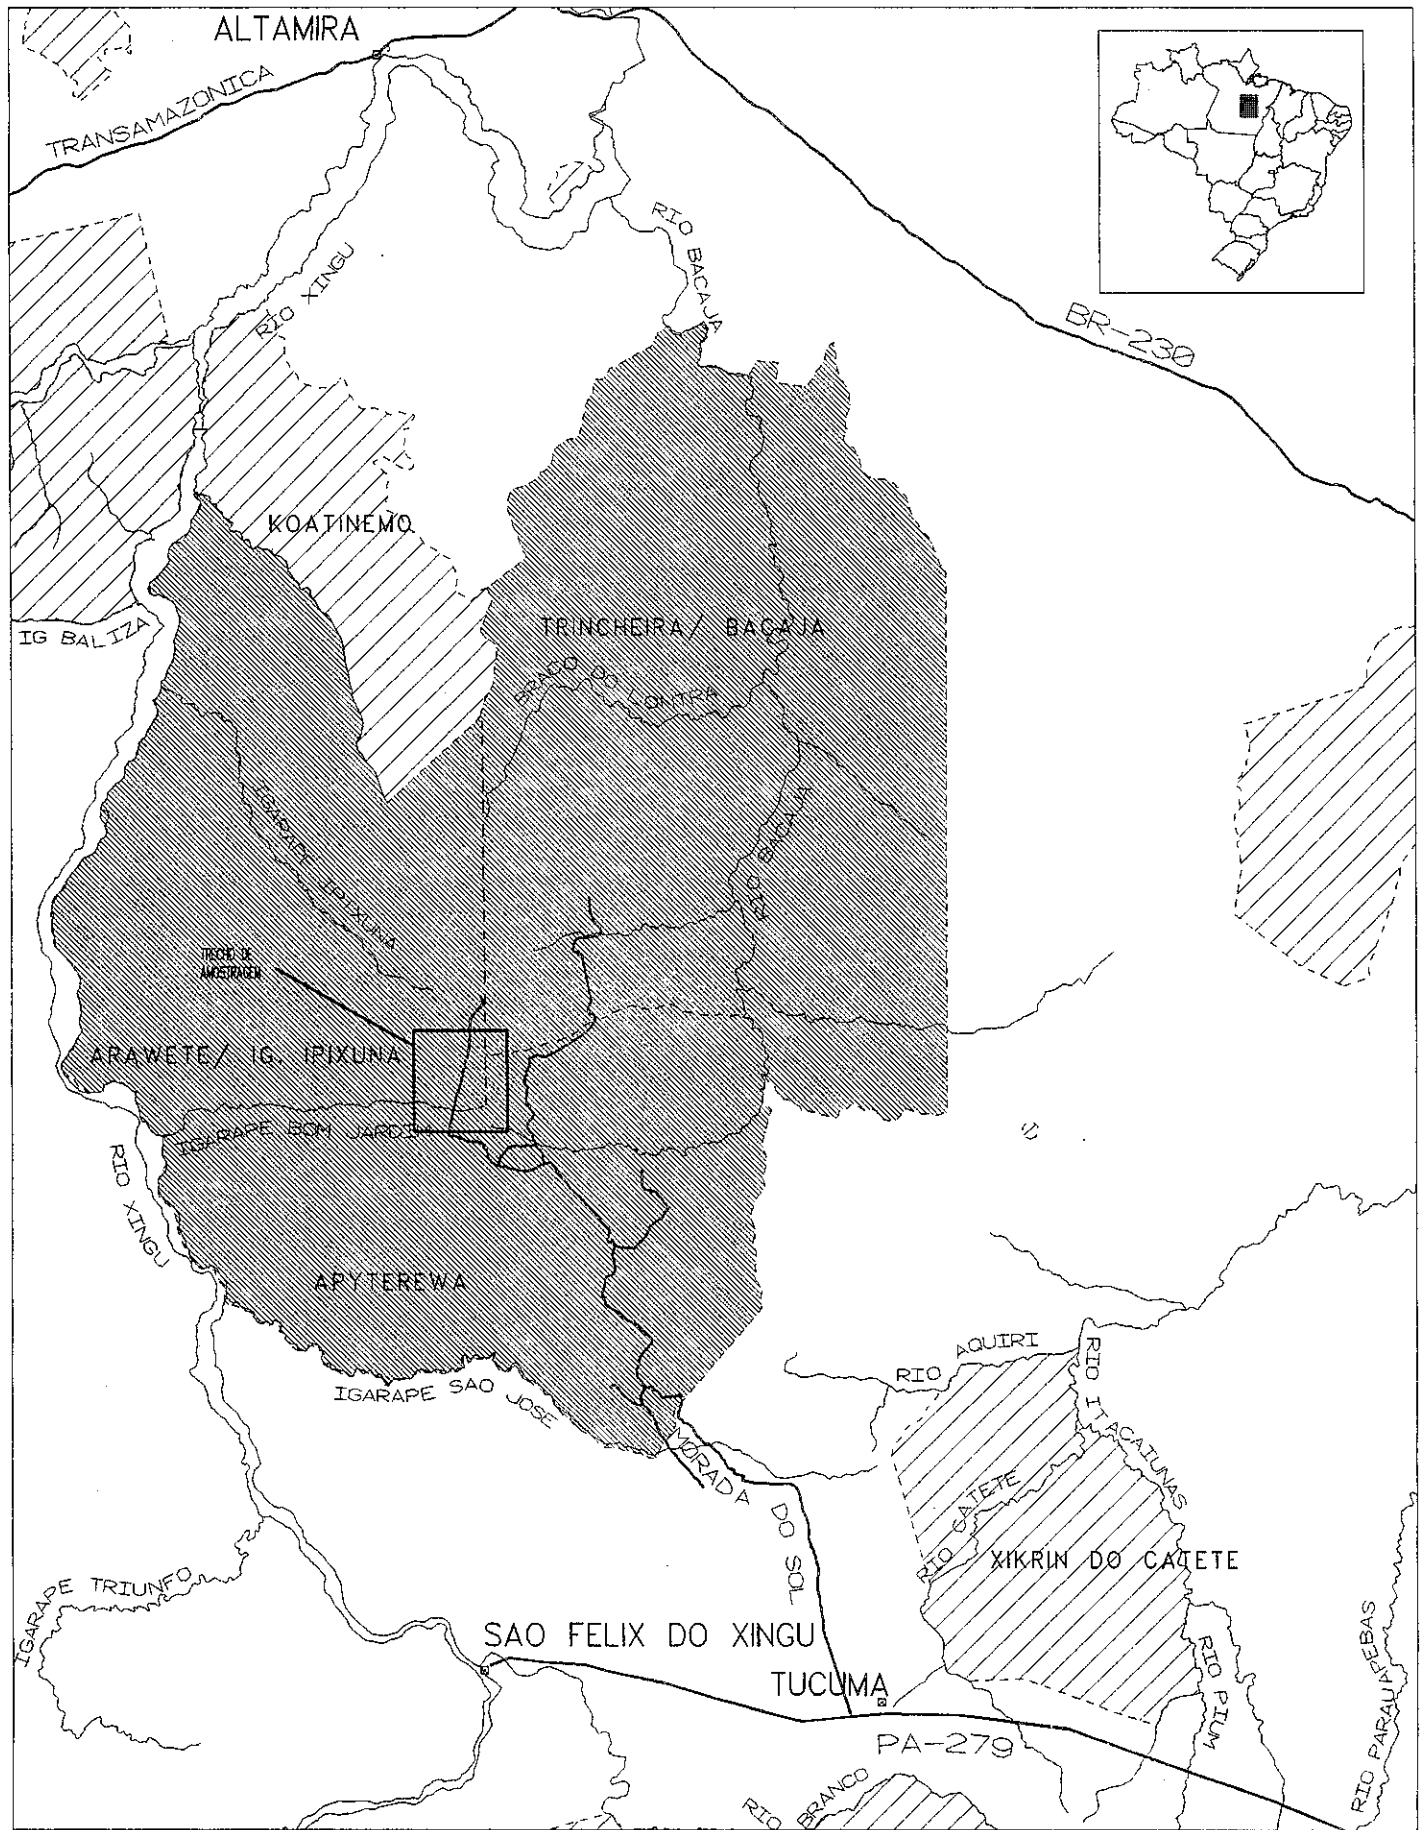 ALTAMIRA
TRANSAMAZONICA
RIO BACAJA
RIO XINGU
BR-230
KOATINEMO
IG BALIZA
TRINCHEIRA/ BACAJA
BRACO DO LONTRA
IGARAPE IPIXUNA
RIO BACAJA
TRECHO DE
AMOSTRAGEM
ARAWETE/ IG. IPIXUNA
IGARAPE BOM JARDI
RIO XINGU
APYTEREWA
IGARAPE SAO JOSE
RIO AQUIRI
RIO ITACAIUNAS
MORADA DO SOL
RIO CATETE
XIKRIN DO CATETE
IGARAPE TRIUNFO
SAO FELIX DO XINGU
TUCUMA
RIO PIUM
RIO PARAUAPEBAS
PA-279
RIO BRANCO